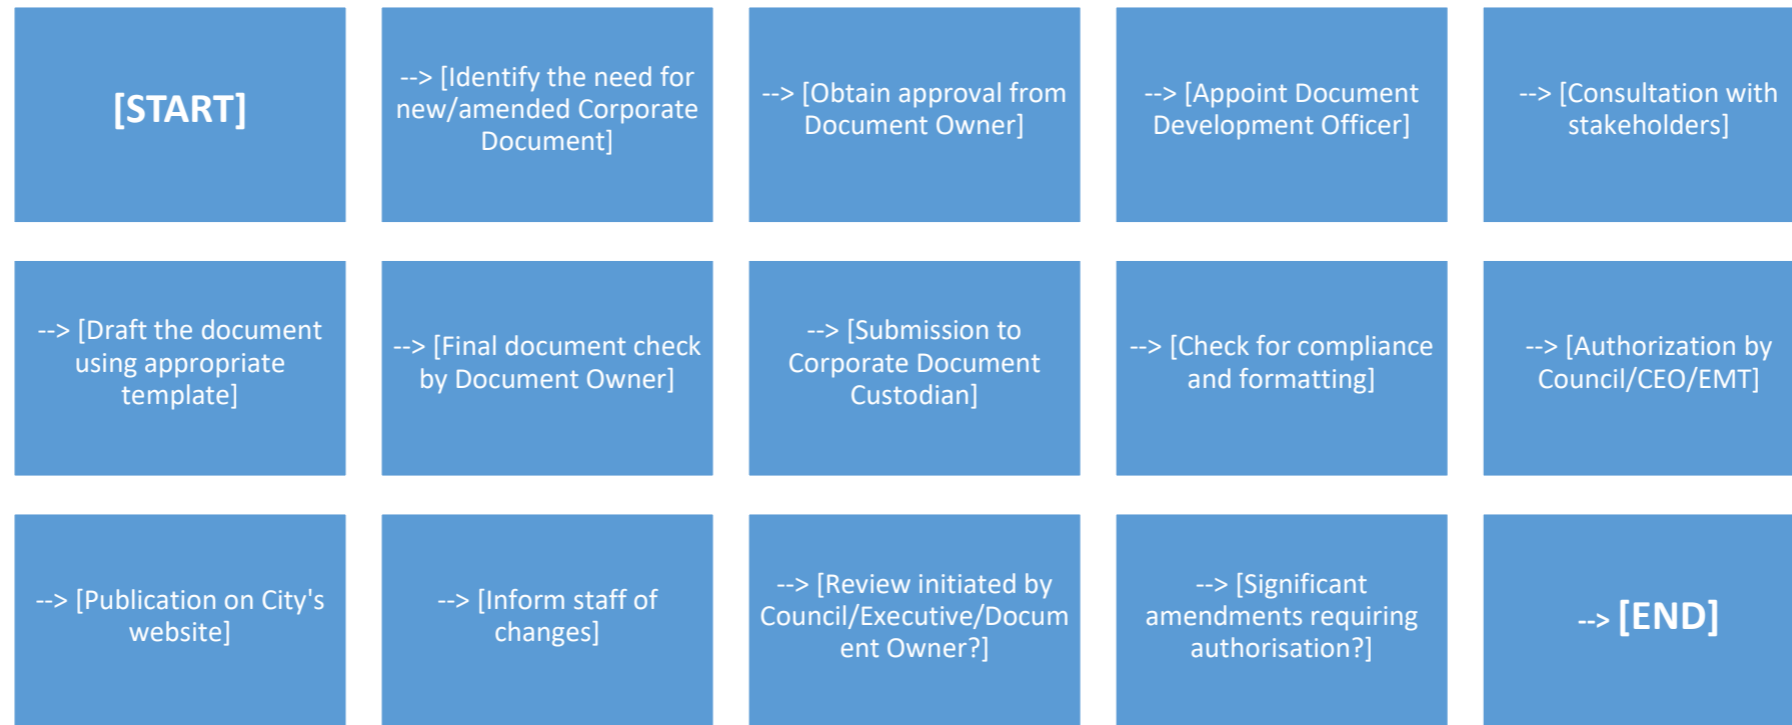 [START]
--> [Identify the need for
new/amended Corporate
Document]
--> [Obtain approval from
Document Owner]
--> [Appoint Document
Development Officer]
--> [Consultation with
stakeholders]
--> [Draft the document
using appropriate
template]
--> [Final document check
by Document Owner]
--> [Submission to
Corporate Document
Custodian]
--> [Check for compliance
and formatting]
--> [Authorization by
Council/CEO/EMT]
--> [Publication on City's
website]
--> [Inform staff of
changes]
--> [Review initiated by
Council/Executive/Docum
ent Owner?]
--> [Significant
amendments requiring
authorisation?]
--> [END]